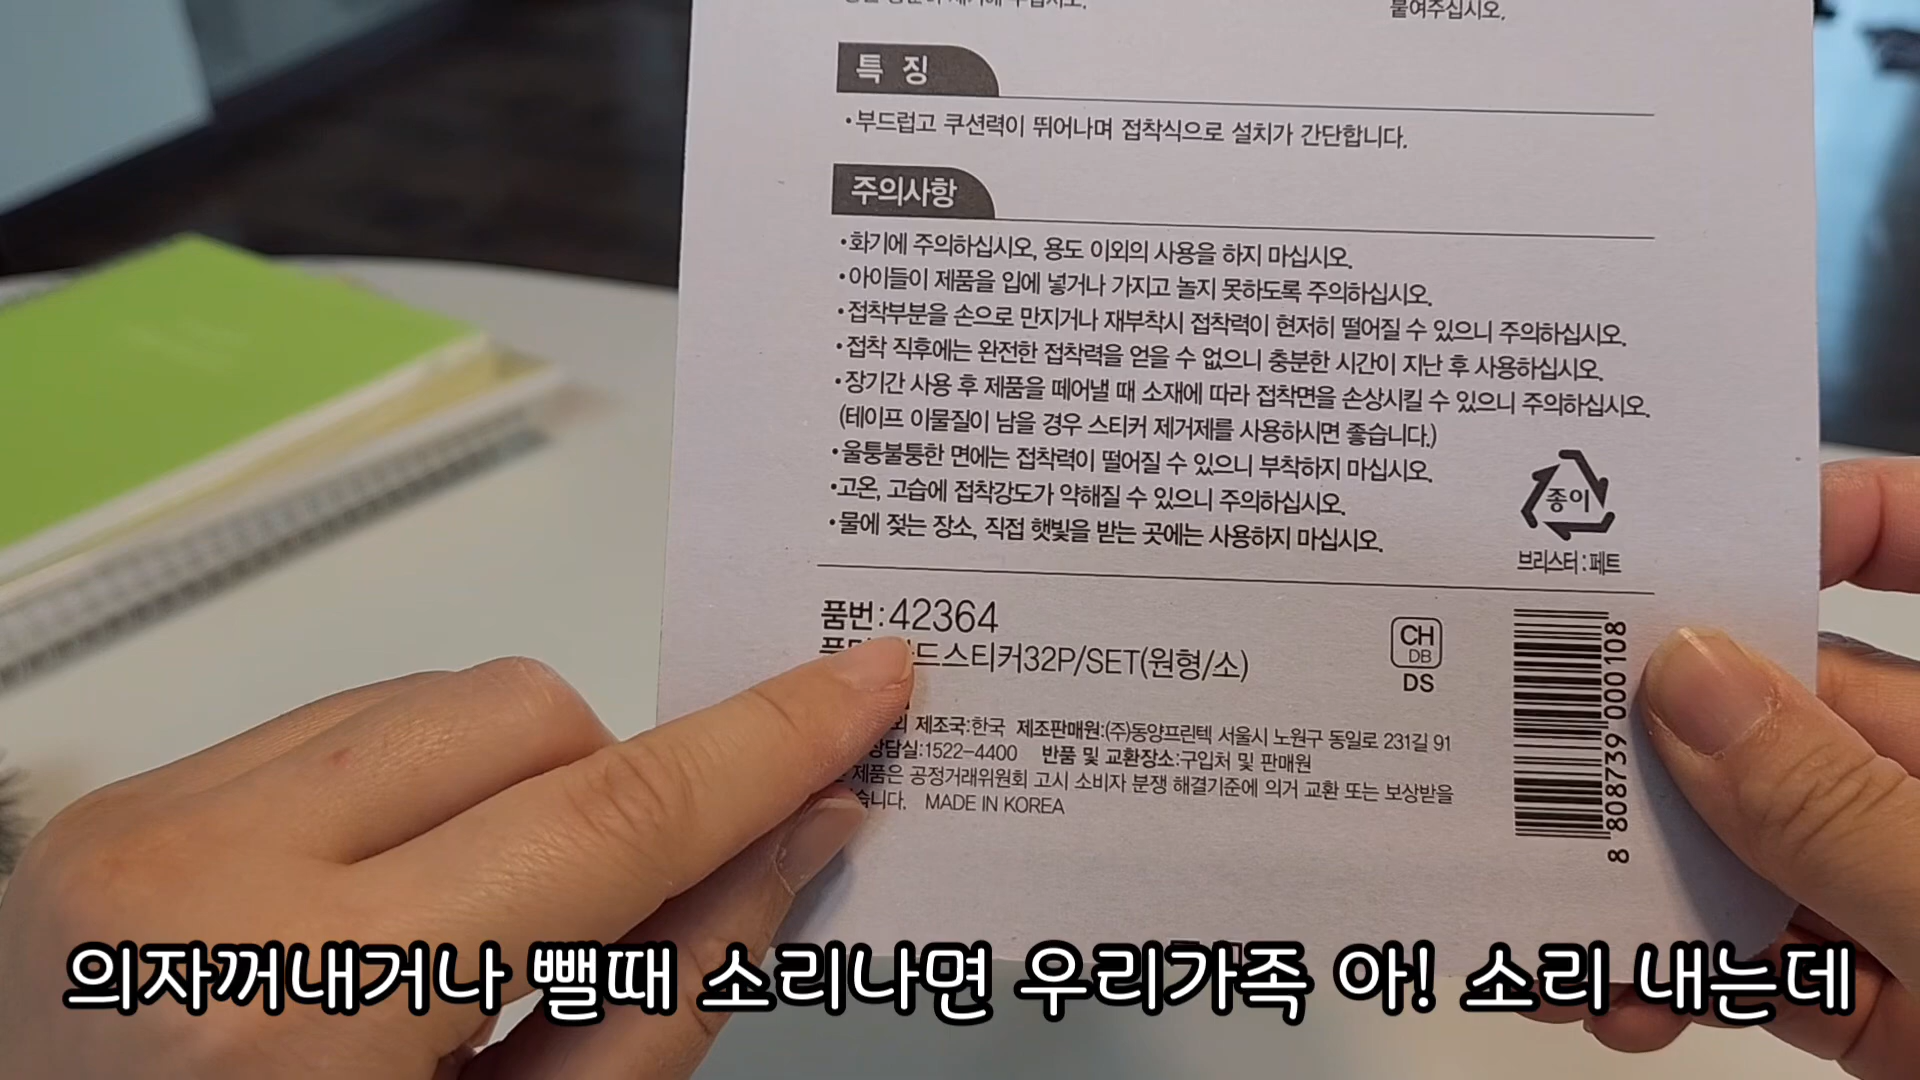 붙여주십시오.
특 징
•부드럽고 쿠션력이 뛰어나며 접착식으로 설치가 간단합니다.
주의사항
•화기에 주의하십시오, 용도 이외의 사용을 하지 마십시오.
•아이들이 제품을 입에 넣거나 가지고 놀지 못하도록 주의하십시오.
•접착부분을 손으로 만지거나 재부착시 접착력이 현저히 떨어질 수 있으니 주의하십시오.
•접착 직후에는 완전한 접착력을 얻을 수 없으니 충분한 시간이 지난 후 사용하십시오.
•장기간 사용 후 제품을 떼어낼 때 소재에 따라 접착면을 손상시킬 수 있으니 주의하십시오.
(테이프 이물질이 남을 경우 스티커 제거제를 사용하시면 좋습니다.)
•울퉁불퉁한 면에는 접착력이 떨어질 수 있으니 부착하지 마십시오.
•고온, 고습에 접착강도가 약해질 수 있으니 주의하십시오.
•물에 젖는 장소, 직접 햇빛을 받는 곳에는 사용하지 마십시오.
종이
브리스터:페트
품번:42364
드스티커32P/SET(원형/소)
CH
DB
DS
외 제조국:한국 제조판매원:(주)동양프린텍 서울시 노원구 동일로 231길 91
상담실:1522-4400 반품 및 교환장소:구입처 및 판매원
제품은 공정거래위원회 고시 소비자 분쟁 해결기준에 의거 교환 또는 보상받을
습니다. MADE IN KOREA
8 808739 000108
의자꺼내거나 뺄때 소리나면 우리가족 아! 소리 내는데